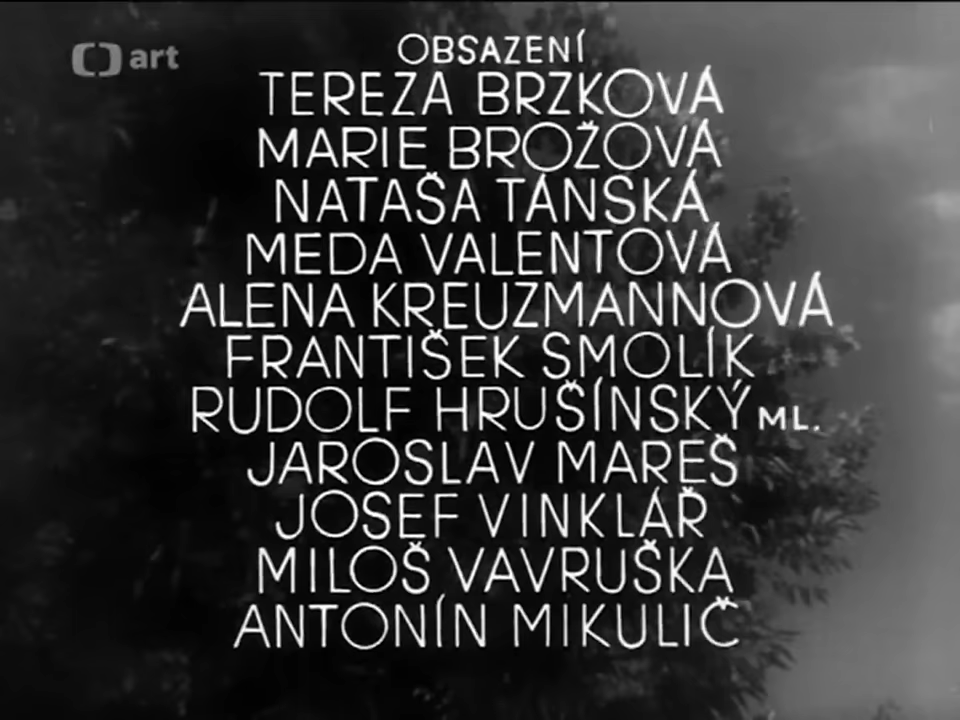 art
OBSAZENÍ
TEREZA BRZKOVÁ
MARIE BROŽOVÁ
NATAŠA TÁNSKÁ
MEDA VALENTOVÁ
ALENA KREUZMANNOVÁ
FRANTIŠEK SMOLÍK
RUDOLF HRUŠÍNSKÝ ML.
JAROSLAV MAREŠ
JOSEF VINKLÁŘ
MILOŠ VAVRUŠKA
ANTONÍN MIKULIČ